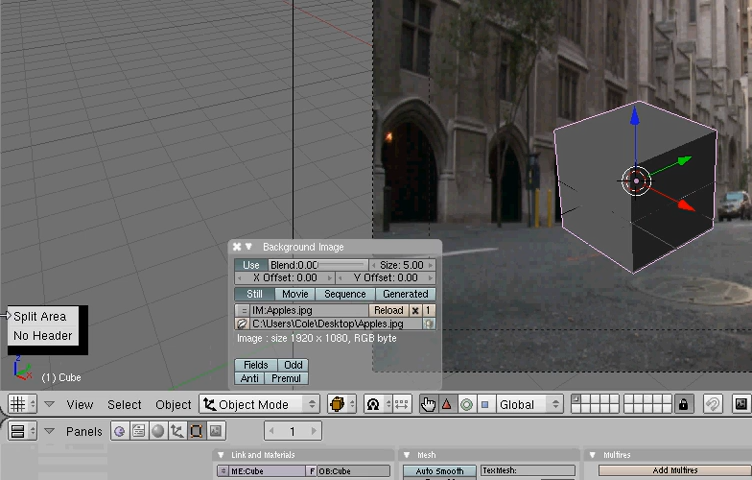 Background Image
Use Blend:0.00 Size: 5.00
X Offset: 0.00 Y Offset: 0.00
Still Movie Sequence Generated
IM:Apples.jpg Reload 1
C:\Users\Cole\Desktop\Apples.jpg
Image : size 1920 x 1080, RGB byte
Fields Odd
Anti Premul
Split Area
No Header
z
x
(1) Cube
View Select Object Object Mode Global
Panels 1
Link and Materials Mesh Multires
ME:Cube F OB:Cube Auto Smooth TexMesh: Add Multires